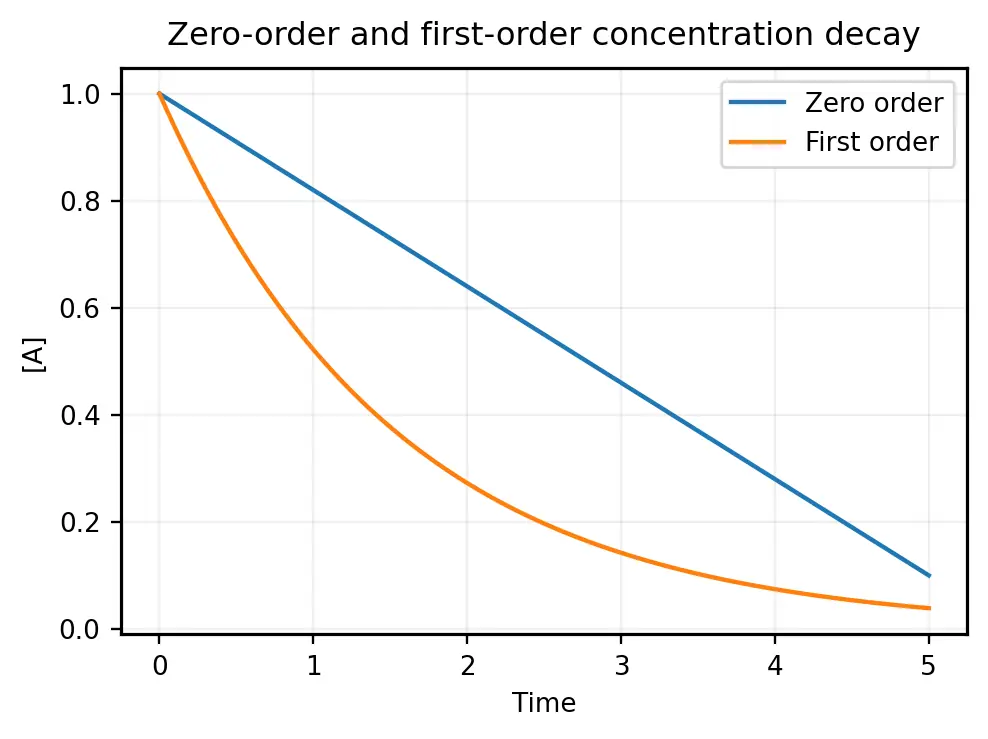 Zero-order and first-order concentration decay
Zero order
First order
1.0
0.8
0.6
0.4
0.2
0.0
[A]
0 1 2 3 4 5
Time